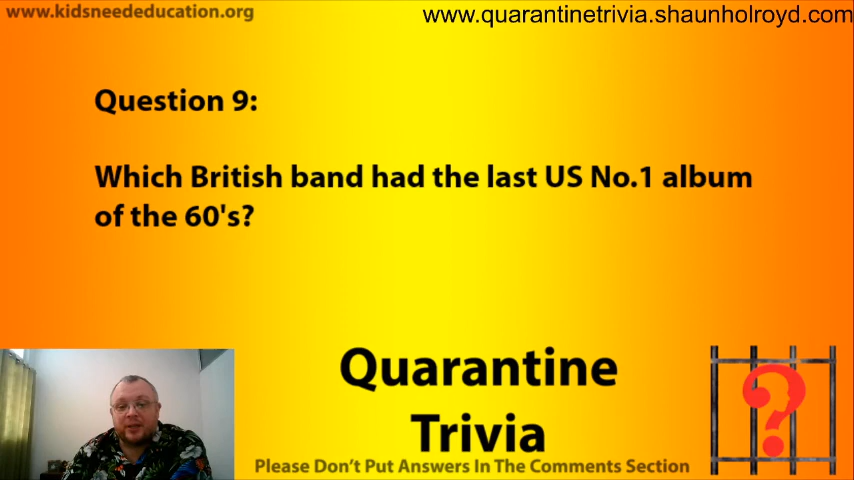 www.kidsneededucation.org
www.quarantinetrivia.shaunholroyd.com
Question 9:
Which British band had the last US No.1 album
of the 60's?
Quarantine
Trivia
Please Don't Put Answers In The Comments Section